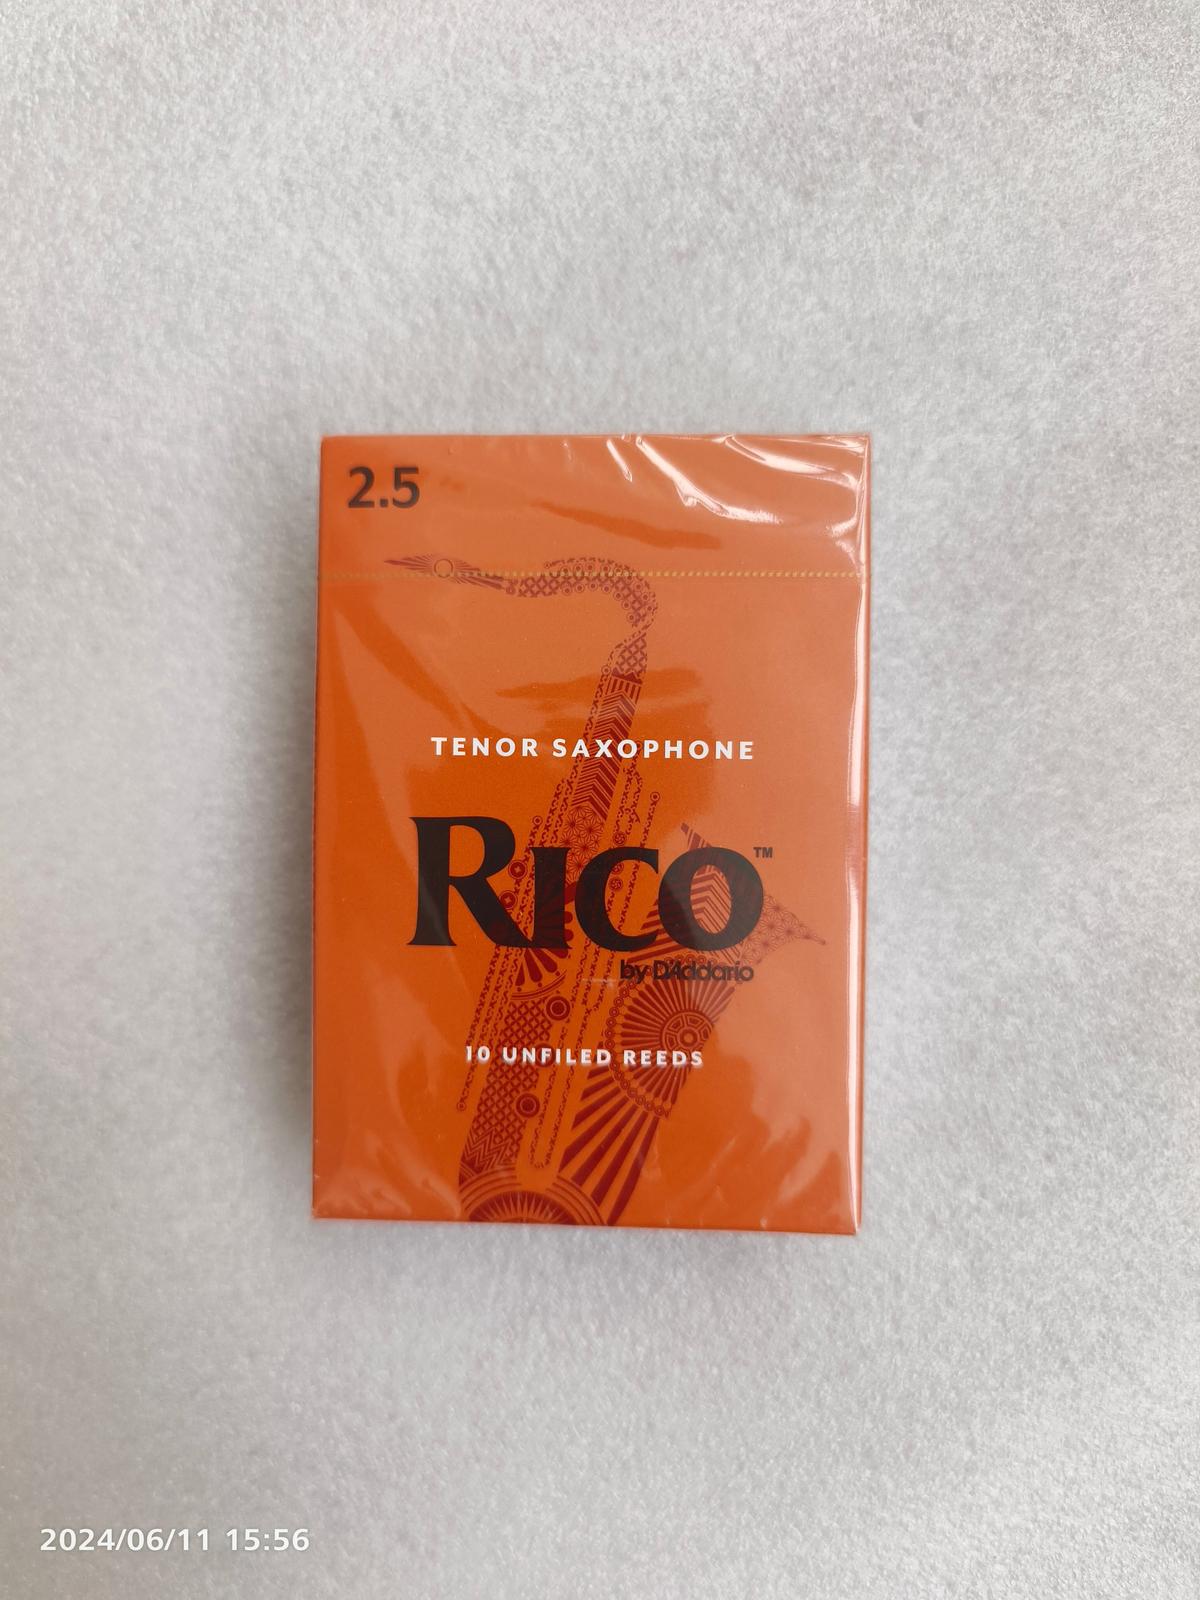 2.5
TENOR SAXOPHONE
RICO™
by D'Addario
10 UNFILED REEDS
2024/06/11 15:56